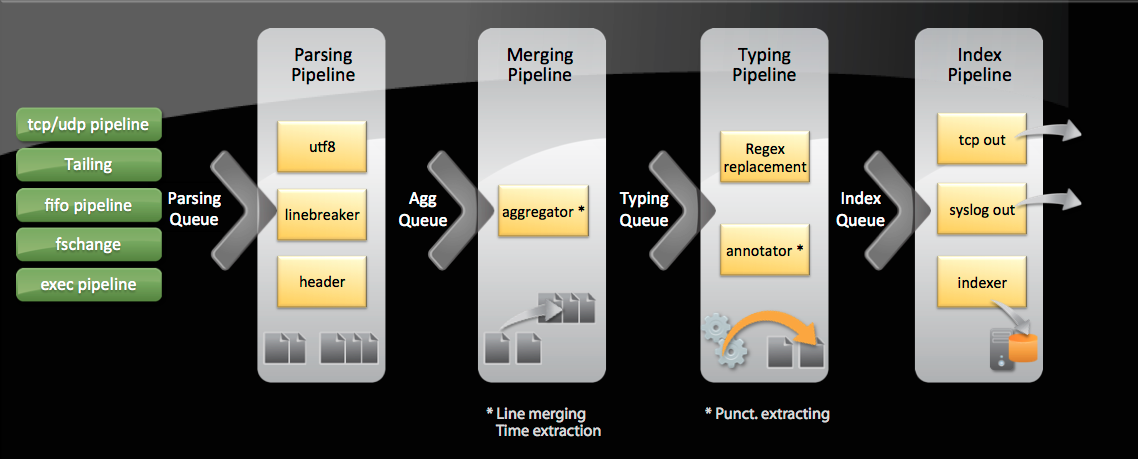 tcp/udp pipeline
Tailing
fifo pipeline
fschange
exec pipeline
Parsing
Queue
Parsing
Pipeline
utf8
linebreaker
header
Agg
Queue
Merging
Pipeline
aggregator *
* Line merging
Time extraction
Typing
Queue
Typing
Pipeline
Regex
replacement
annotator *
* Punct. extracting
Index
Queue
Index
Pipeline
tcp out
syslog out
indexer